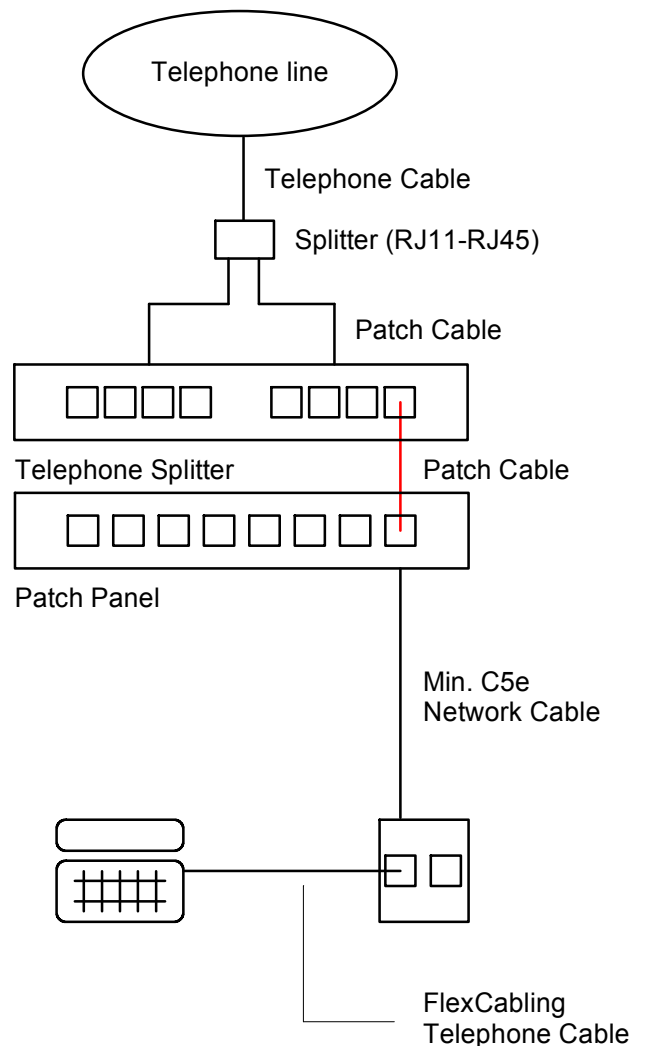 Telephone line
Telephone Cable
Splitter (RJ11-RJ45)
Patch Cable
Telephone Splitter
Patch Cable
Patch Panel
Min. C5e
Network Cable
FlexCabling
Telephone Cable